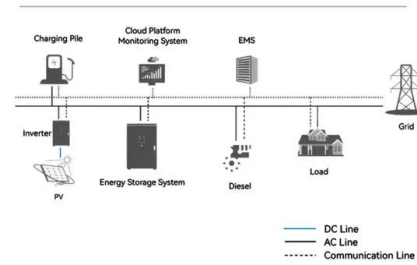 Charging Pile
Cloud Platform
Monitoring System
EMS
Grid
Inverter
PV
Energy Storage System
Diesel
Load
DC Line
AC Line
Communication Line